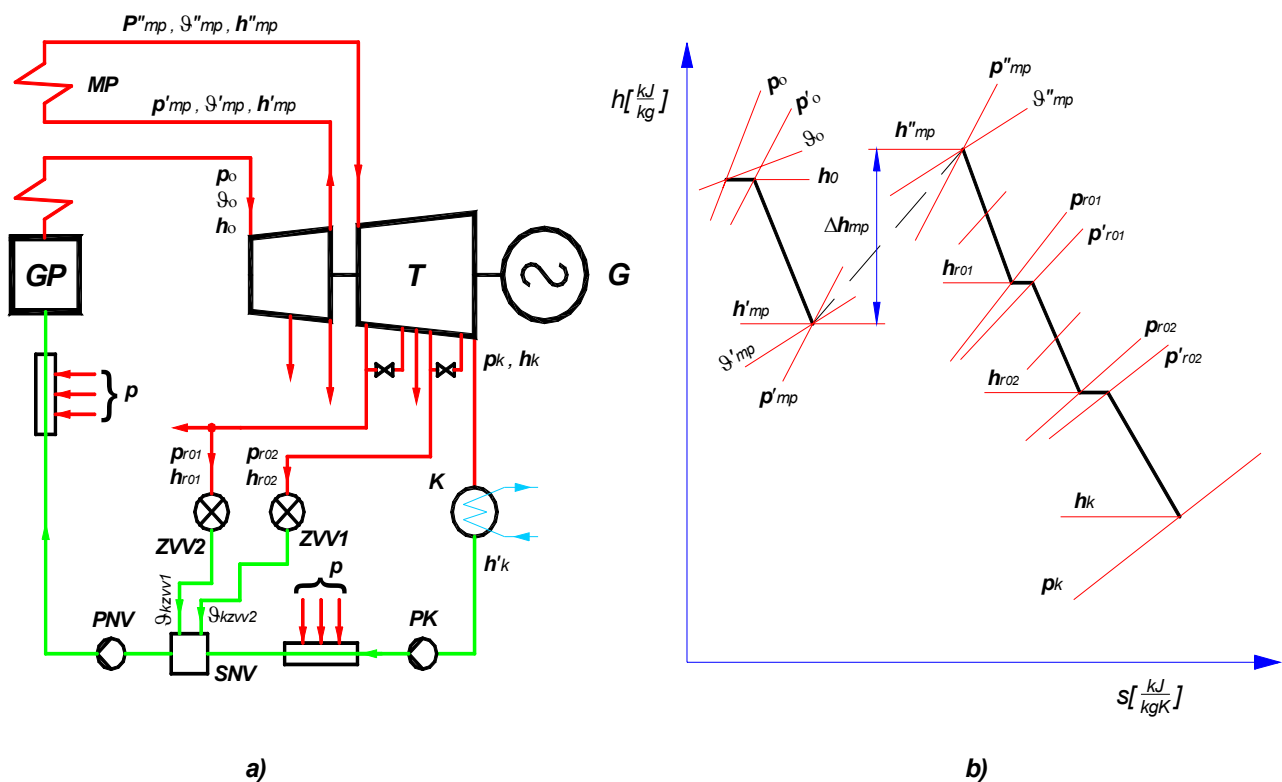 P"mp , ϑ"mp , h"mp
MP
p'mp , ϑ'mp , h'mp
po
ϑo
ho
GP
T
G
pk , hk
} p
pr01
hr01
pr02
hr02
K
ZVV2
ZVV1
h'k
ϑkzvv1
ϑkzvv2
p
{
PNV
SNV
PK
a)
h[kJ/kg]
po
p'o
ϑo
h0
p"mp
ϑ"mp
h"mp
Δhmp
h'mp
ϑ'mp
p'mp
pr01
p'r01
hr01
pr02
p'r02
hr02
hk
pk
s[kJ/kgK]
b)